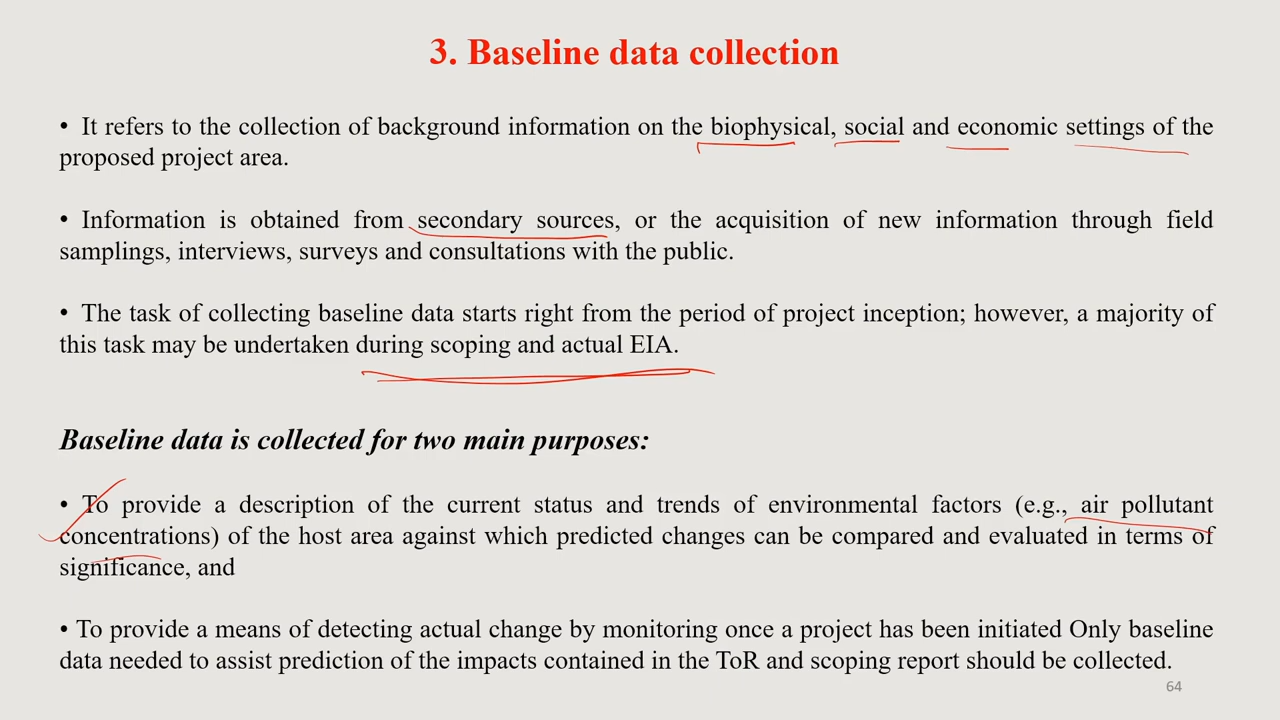 3. Baseline data collection
• It refers to the collection of background information on the biophysical, social and economic settings of the
proposed project area.
• Information is obtained from secondary sources, or the acquisition of new information through field
samplings, interviews, surveys and consultations with the public.
• The task of collecting baseline data starts right from the period of project inception; however, a majority of
this task may be undertaken during scoping and actual EIA.
Baseline data is collected for two main purposes:
• To provide a description of the current status and trends of environmental factors (e.g., air pollutant
concentrations) of the host area against which predicted changes can be compared and evaluated in terms of
significance, and
• To provide a means of detecting actual change by monitoring once a project has been initiated Only baseline
data needed to assist prediction of the impacts contained in the ToR and scoping report should be collected.
64